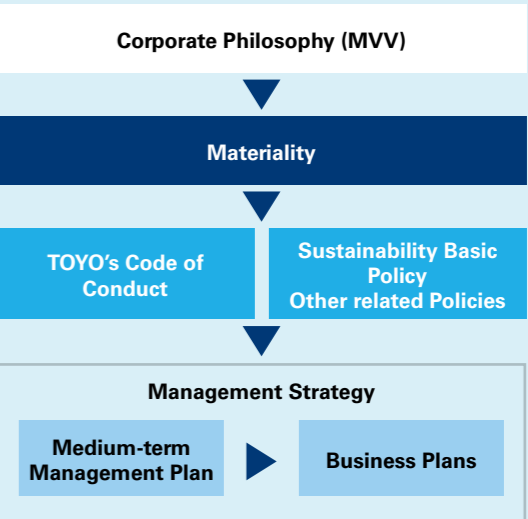 Corporate Philosophy (MVV)
Materiality
TOYO's Code of
Conduct
Sustainability Basic
Policy
Other related Policies
Management Strategy
Medium-term
Management Plan
Business Plans